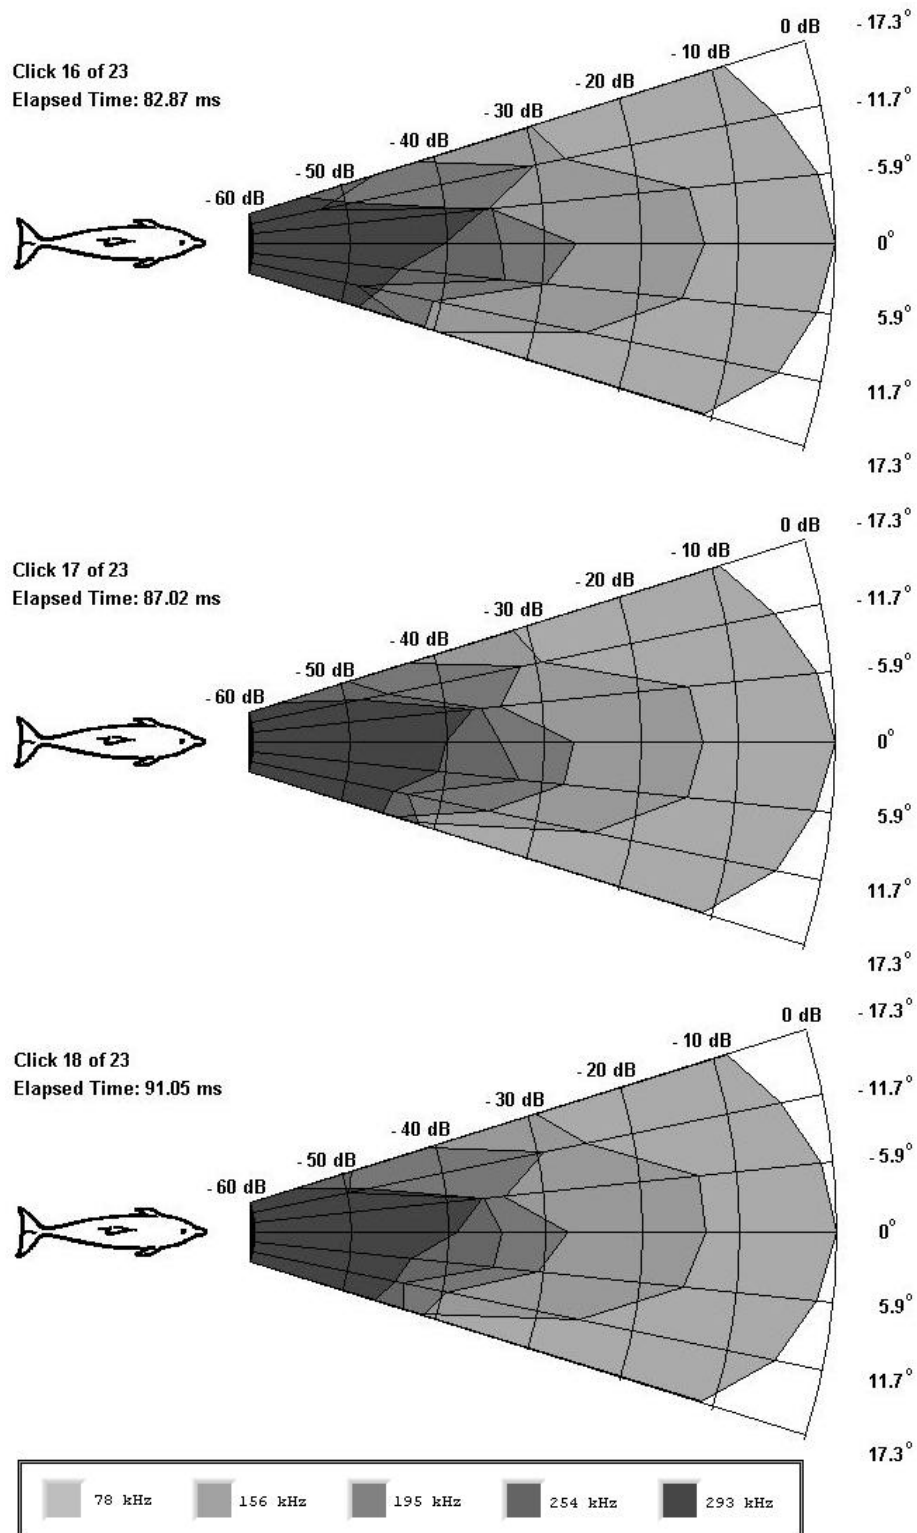 Click 16 of 23
Elapsed Time: 82.87 ms
- 60 dB
- 50 dB
- 40 dB
- 30 dB
- 20 dB
- 10 dB
0 dB
- 17.3°
- 11.7°
- 5.9°
0°
5.9°
11.7°
17.3°
Click 17 of 23
Elapsed Time: 87.02 ms
- 60 dB
- 50 dB
- 40 dB
- 30 dB
- 20 dB
- 10 dB
0 dB
- 17.3°
- 11.7°
- 5.9°
0°
5.9°
11.7°
17.3°
Click 18 of 23
Elapsed Time: 91.05 ms
- 60 dB
- 50 dB
- 40 dB
- 30 dB
- 20 dB
- 10 dB
0 dB
- 17.3°
- 11.7°
- 5.9°
0°
5.9°
11.7°
17.3°
78 kHz 156 kHz 195 kHz 254 kHz 293 kHz